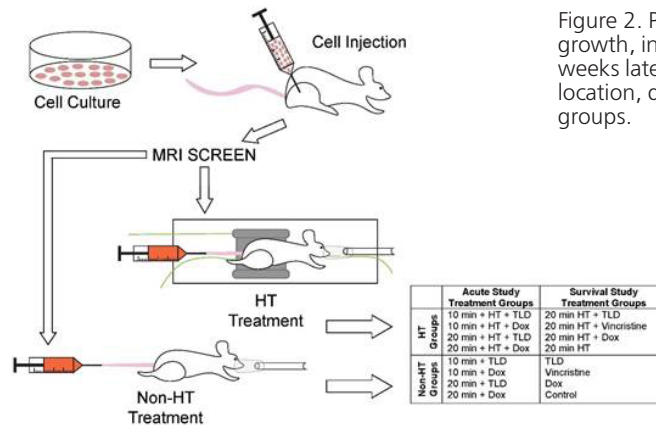 Figure 2. P
growth, in
weeks late
location, d
groups.
Cell Culture
Cell Injection
MRI SCREEN
HT
Treatment
Non-HT
Treatment
Acute Study Treatment Groups
Survival Study Treatment Groups
HT Groups
10 min + HT + TLD 20 min HT + TLD
10 min + HT + Dox 20 min HT + Vincristine
20 min + HT + TLD 20 min HT + Dox
20 min + HT + Dox 20 min HT
Non-HT Groups
10 min + TLD TLD
10 min + Dox Vincristine
20 min + TLD Dox
20 min + Dox Control